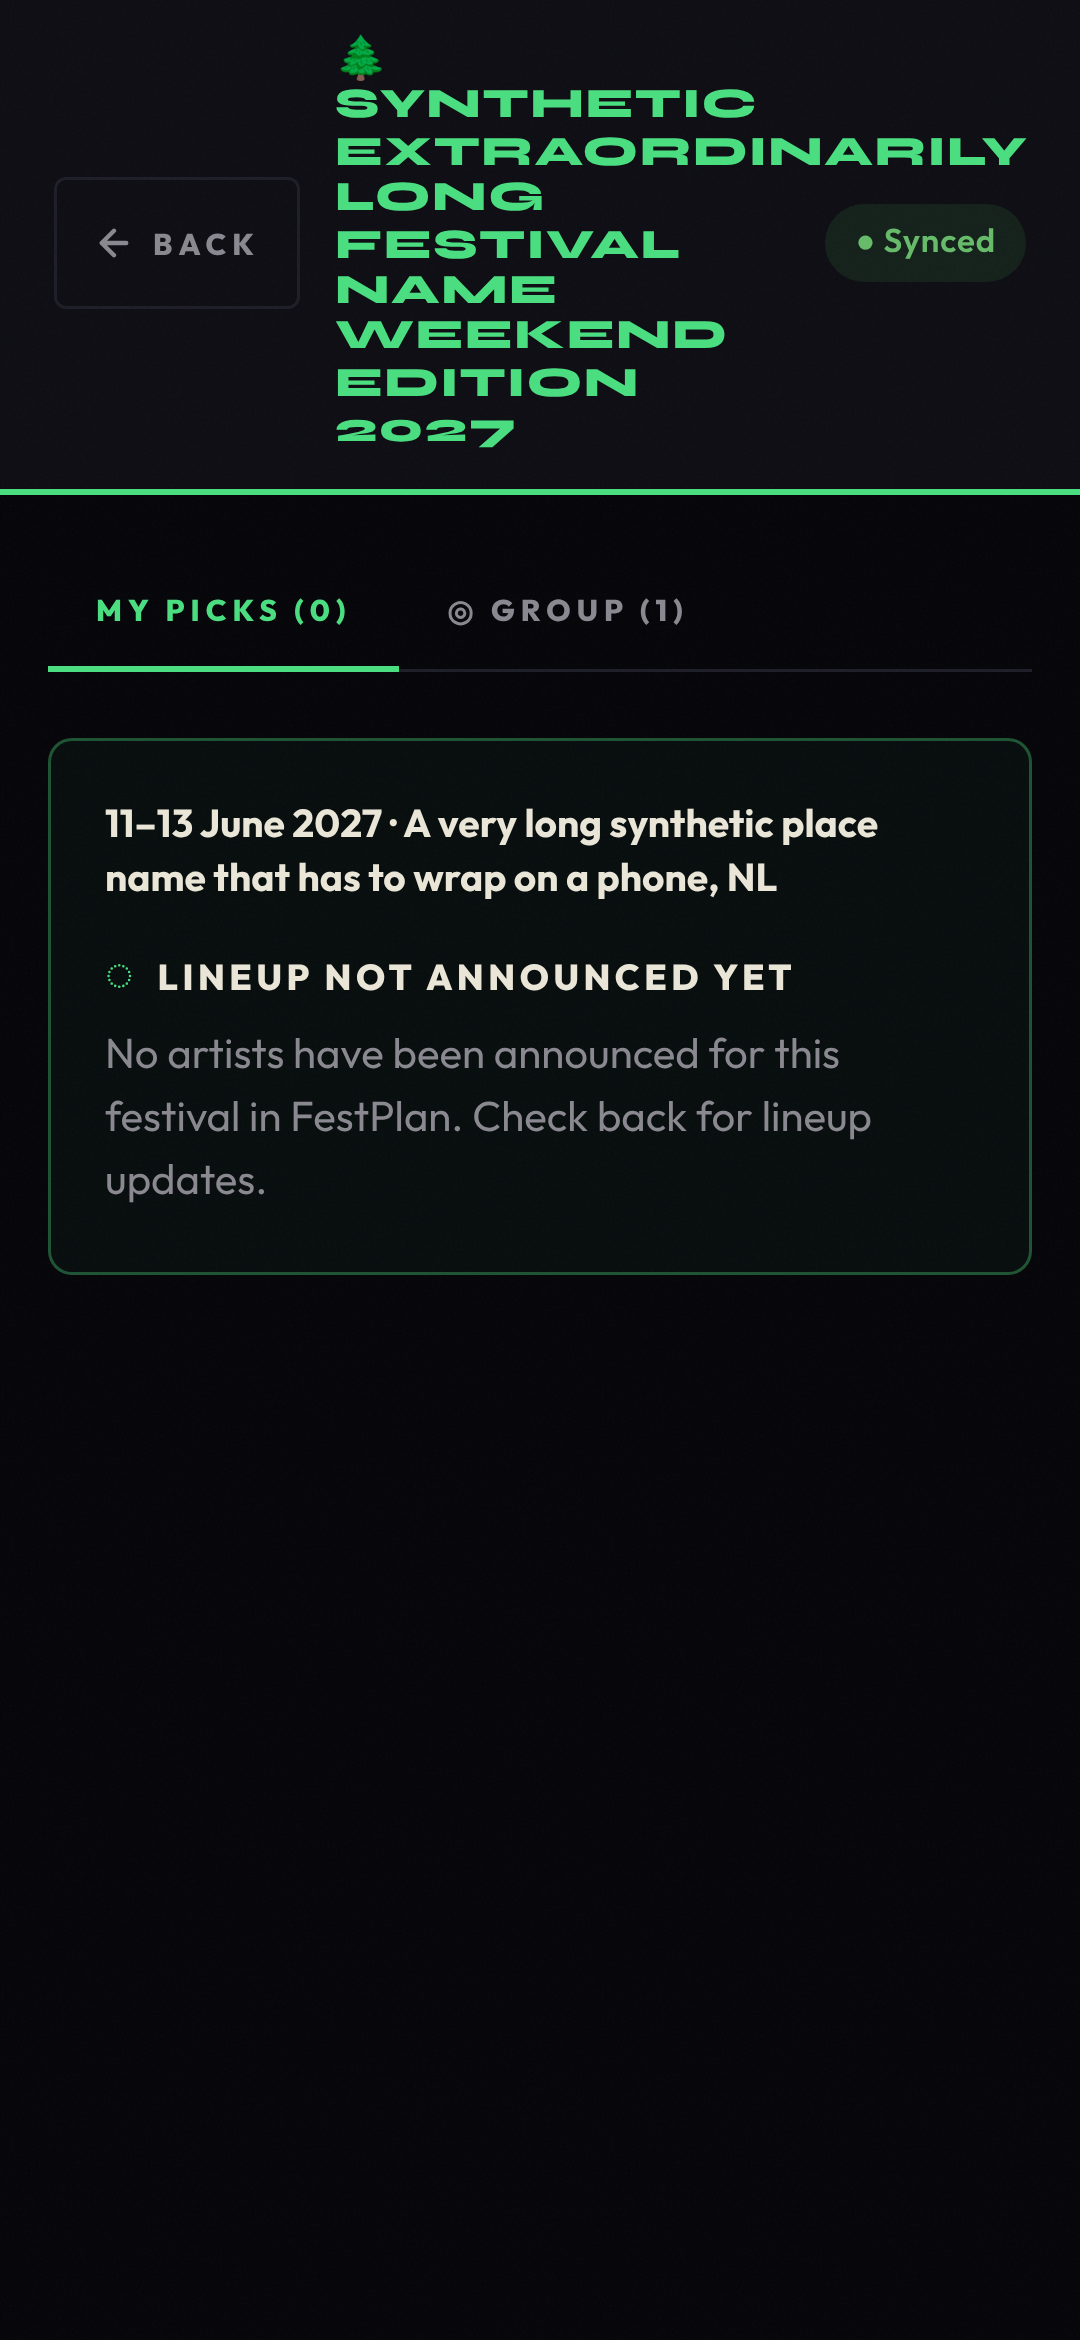 🌲
SYNTHETIC
EXTRAORDINARILY
LONG
FESTIVAL
NAME
WEEKEND
EDITION
2027
← BACK
● Synced
MY PICKS (0)
◎ GROUP (1)
11–13 June 2027 · A very long synthetic place
name that has to wrap on a phone, NL
◌ LINEUP NOT ANNOUNCED YET
No artists have been announced for this
festival in FestPlan. Check back for lineup
updates.